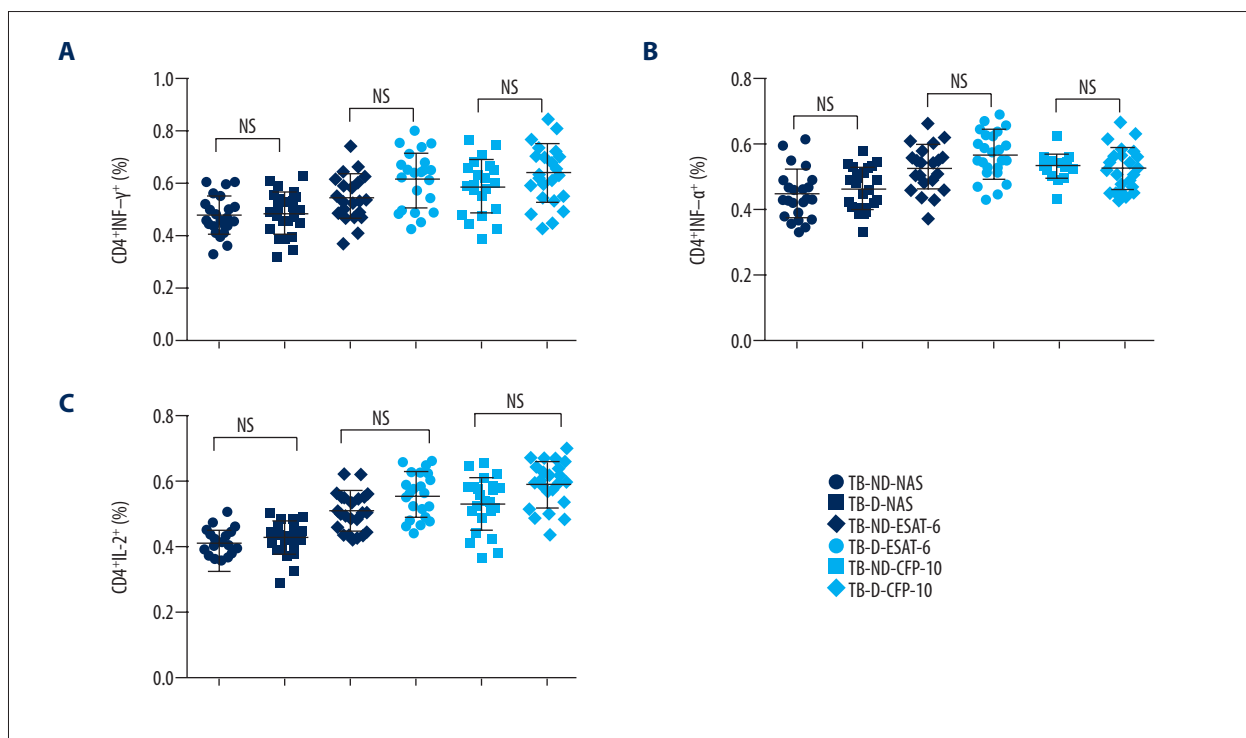 A
CD4⁺INF–γ⁺ (%)
1.0
0.8
0.6
0.4
0.2
0.0
NS
NS
NS
B
CD4⁺INF–α⁺ (%)
0.8
0.6
0.4
0.2
0.0
NS
NS
NS
C
CD4⁺IL-2⁺ (%)
0.8
0.6
0.4
0.2
0.0
NS
NS
NS
TB-ND-NAS
TB-D-NAS
TB-ND-ESAT-6
TB-D-ESAT-6
TB-ND-CFP-10
TB-D-CFP-10